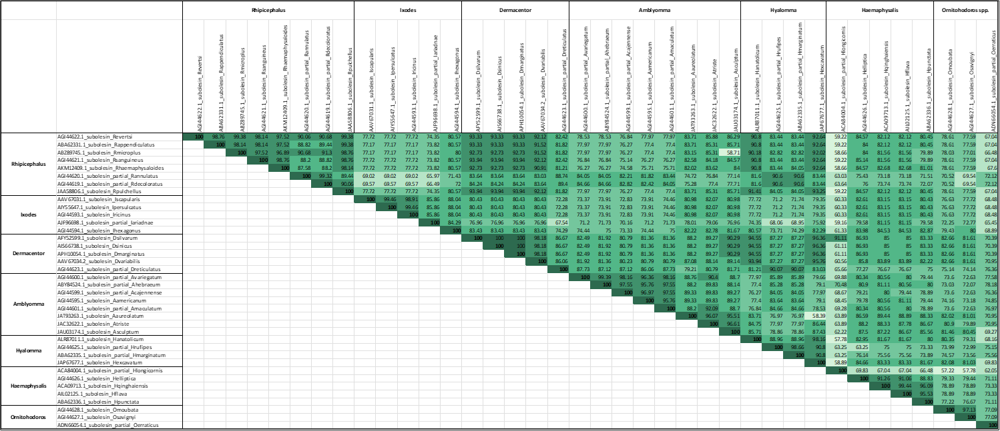 Rhipicephalus Ixodes Dermacentor Amblyomma Hyalomma Haemaphysalis Ornithodoros spp.
AGI44622.1_subolesin_Revertsi
ABA62331.1_subolesin_Rappendiculatus
ABZ89745.1_subolesin_Rmicroplus
AGI44621.1_subolesin_Rsanguineus
AKM12409.1_subolesin_Rhaemaphysaloides
AGI44620.1_subolesin_partial_Rannulatus
AGI44619.1_subolesin_partial_Rdecoloratus
JAA58806.1_subolesin_Rpulchellus
AAV67031.1_subolesin_Iscapularis
AIY55647.1_subolesin_Ipersulcatus
AGI44593.1_subolesin_Iricinus
AJF96698.1_subolesin_partial_Iariadnae
AGI44594.1_subolesin_Ihexagonus
AFY52599.1_subolesin_Dsilvarum
AIS66738.1_subolesin_Dsinicus
APH10054.1_subolesin_Dmarginatus
AAV67034.2_subolesin_Dvariabilis
AGI44623.1_subolesin_partial_Dreticulatus
AGI44600.1_subolesin_partial_Avariegatum
ABY84524.1_subolesin_partial_Ahebraeum
AGI44599.1_subolesin_partial_Acajennense
AGI44595.1_subolesin_partial_Aamericanum
AGI44601.1_subolesin_partial_Amaculatum
JAT93263.1_subolesin_partial_Aaureolatum
JAC32622.1_subolesin_partial_Atriste
JAU03174.1_subolesin_partial_Asculptum
ALR87011.1_subolesin_Hanatolicum
AGI44625.1_subolesin_partial_Hrufipes
ABA62335.1_subolesin_partial_Hmarginatum
JAP67677.1_subolesin_Hexcavatum
ACA84004.1_subolesin_partial_Hlongicornis
AGI44626.1_subolesin_Helliptica
ACA09713.1_subolesin_Hqinghaiensis
AIL02125.1_subolesin_Hflava
ABA62336.1_subolesin_Hpunctata
AGI44628.1_subolesin_Omoubata
AGI44627.1_subolesin_Osavignyi
ADN66054.1_subolesin_partial_Oerraticus
Rhipicephalus
AGI44622.1_subolesin_Revertsi 100 98.76 99.38 98.14 97.52 90.06 90.68 99.38 77.72 77.72 77.72 74.35 80.57 93.33 93.33 93.33 91.52 82.42 78.53 78.53 76.84 77.97 77.97 83.71 85.88 86.29 90.8 83.44 83.44 92.64 59.22 84.57 82.12 82.12 80.45 78.61 77.59 67.04
ABA62331.1_subolesin_Rappendiculatus 100 98.14 98.14 97.52 88.82 89.44 99.38 77.17 77.17 77.17 73.82 80.57 92.73 92.73 93.33 91.52 81.82 77.97 77.97 76.27 77.4 77.4 83.15 85.31 85.71 90.8 83.44 83.44 92.64 58.66 84 82.12 82.12 81.56 78.61 77.59 67.04
ABZ89745.1_subolesin_Rmicroplus 100 97.52 96.89 90.68 91.3 98.76 77.17 77.17 77.17 73.82 80 92.73 92.73 93.33 91.52 81.82 77.97 77.97 76.27 77.4 77.4 83.15 85.31 58.71 90.18 82.82 82.82 92.02 58.66 84 81.56 81.56 79.89 78.03 77.01 66.48
AGI44621.1_subolesin_Rsanguineus 100 98.76 88.2 88.82 98.76 77.72 77.72 77.72 73.82 80.57 93.94 93.94 93.33 92.12 82.42 76.84 76.84 75.14 76.27 76.27 82.58 84.18 84.57 90.8 83.44 83.44 92.64 58.66 85.14 81.56 81.56 79.89 78.61 77.59 67.04
AKM12409.1_subolesin_Rhaemaphysaloides 100 87.58 88.2 98.14 77.72 77.72 77.72 73.82 80.57 92.73 92.73 92.73 90.91 81.21 76.27 76.27 74.58 75.71 75.71 82.02 83.62 84 90.8 83.44 84.05 92.64 58.66 84 82.68 82.68 81.01 78.61 77.59 67.6
AGI44620.1_subolesin_partial_Rannulatus 100 99.32 89.44 69.02 69.02 69.02 65.97 71.43 83.64 83.64 83.64 83.03 88.74 84.05 84.05 82.21 81.82 83.44 74.72 76.84 77.14 81.6 90.6 90.6 83.44 63.03 75.43 73.18 73.18 71.51 70.52 69.54 72.12
AGI44619.1_subolesin_partial_Rdecoloratus 100 90.06 69.57 69.57 69.57 66.49 72 84.24 84.24 84.24 83.64 89.4 84.66 84.66 82.82 82.42 84.05 75.28 77.4 77.71 81.6 90.6 90.6 83.44 63.64 76 73.74 73.74 72.07 70.52 69.54 72.12
JAA58806.1_subolesin_Rpulchellus 100 77.72 77.72 77.72 74.35 80.57 93.94 93.94 93.94 92.12 81.82 77.97 77.97 76.27 77.4 77.4 83.71 85.31 85.71 91.41 84.05 84.05 93.25 59.22 84 82.12 82.12 80.45 78.61 77.59 67.04
Ixodes
AAV67031.1_subolesin_Iscapularis 100 99.46 98.91 85.86 88.04 80.43 80.43 80.43 80.43 72.28 73.37 73.91 72.83 73.91 74.46 80.98 82.07 80.98 77.72 71.2 71.74 79.35 60.33 82.61 83.15 83.15 80.43 76.63 77.72 68.48
AIY55647.1_subolesin_Ipersulcatus 100 99.46 85.86 88.04 80.43 80.43 80.43 80.43 72.28 73.37 73.91 72.83 73.91 74.46 80.98 82.07 80.98 77.72 71.2 71.74 79.35 60.33 82.61 83.15 83.15 80.43 76.63 77.72 68.48
AGI44593.1_subolesin_Iricinus 100 85.86 88.04 80.43 80.43 80.43 80.43 72.28 73.37 73.91 72.83 73.91 74.46 80.98 82.07 80.98 77.72 71.2 71.74 79.35 60.33 82.61 83.15 83.15 80.43 76.63 77.72 68.48
AJF96698.1_subolesin_partial_Iariadnae 100 84.29 76.96 76.96 76.96 76.96 67.54 71.2 71.73 70.16 71.2 71.73 78.01 79.06 76.96 74.35 68.06 68.95 75.92 59.16 79.58 81.15 81.15 79.58 72.25 72.77 65.45
AGI44594.1_subolesin_Ihexagonus 100 83.43 83.43 83.43 83.43 74.29 74.44 75 73.33 74.44 75 82.22 82.78 81.67 80.57 73.71 74.29 82.29 61.33 83.98 84.53 84.53 82.87 79.43 80 68.89
Dermacentor
AFY52599.1_subolesin_Dsilvarum 100 100 100 98.18 86.67 82.49 81.92 80.79 81.36 81.36 88.2 89.27 90.29 94.55 87.27 87.27 96.36 91.11 86.93 85 85 83.33 82.66 81.61 70.39
AIS66738.1_subolesin_Dsinicus 100 100 98.18 86.67 82.49 81.92 80.79 81.36 81.36 88.2 89.27 90.29 94.55 87.27 87.27 96.36 61.11 86.93 85 85 83.33 82.66 81.61 70.39
APH10054.1_subolesin_Dmarginatus 100 98.18 86.67 82.49 81.92 80.79 81.36 81.36 88.2 89.27 90.29 94.55 87.27 87.27 96.36 61.11 86.93 85 85 83.33 82.66 81.61 70.39
AAV67034.2_subolesin_Dvariabilis 100 86.06 81.92 81.36 80.23 80.79 80.79 87.08 88.14 89.14 93.94 87.27 87.27 95.76 60.56 85.8 83.89 83.89 82.22 82.66 81.61 70.95
AGI44623.1_subolesin_partial_Dreticulatus 100 87.73 87.12 87.12 86.06 87.73 79.21 80.79 81.71 81.21 90.07 90.07 83.03 65.66 77.27 76.67 76.67 75 75.14 74.14 76.36
Amblyomma
AGI44600.1_subolesin_partial_Avariegatum 100 99.39 98.16 96.36 98.16 88.76 90.4 88.7 77.97 85.89 85.89 79.66 69.88 80.34 80.56 80 79.44 73.6 72.63 77.58
ABY84524.1_subolesin_partial_Ahebraeum 100 97.55 95.76 97.55 88.2 89.83 88.14 77.4 85.28 85.28 79.1 70.48 80.9 81.11 80.56 80 73.03 72.07 78.18
AGI44599.1_subolesin_partial_Acajennense 100 96.97 97.55 89.33 89.83 89.27 76.27 84.05 84.05 77.97 68.67 79.21 80 79.44 78.89 73.6 72.63 76.36
AGI44595.1_subolesin_partial_Aamericanum 100 95.76 89.33 89.83 89.27 77.4 83.64 83.64 79.1 68.45 79.78 80.56 81.11 79.44 74.16 73.18 74.85
AGI44601.1_subolesin_partial_Amaculatum 100 88.2 92.09 88.7 76.84 84.66 84.66 78.53 69.28 80.34 80.56 80 78.89 73.6 72.63 76.97
JAT93263.1_subolesin_partial_Aaureolatum 100 96.07 95.51 83.71 76.97 76.97 58.39 63.89 86.59 84.44 88.89 88.33 82.02 81.01 70.95
JAC32622.1_subolesin_partial_Atriste 100 96.61 84.75 77.97 77.97 86.44 63.89 88.2 88.33 87.78 86.67 80.9 79.89 70.95
JAU03174.1_subolesin_partial_Asculptum 100 85.71 78.86 78.86 87.43 62.22 87.5 87.22 86.67 85.56 81.46 80.45 69.27
Hyalomma
ALR87011.1_subolesin_Hanatolicum 100 88.96 88.96 98.16 57.78 82.95 81.67 81.67 80 80.35 79.31 68.16
AGI44625.1_subolesin_partial_Hrufipes 100 98.66 90.8 63.25 63.25 75 75 73.33 73.99 72.99 75.15
ABA62335.1_subolesin_partial_Hmarginatum 100 90.8 63.25 76.14 75.56 75.56 73.89 74.57 73.56 75.56
JAP67677.1_subolesin_Hexcavatum 100 58.89 84.66 83.33 83.33 81.67 82.08 81.03 69.83
Haemaphysalis
ACA84004.1_subolesin_partial_Hlongicornis 100 69.83 67.04 67.04 66.48 57.22 57.78 62.05
AGI44626.1_subolesin_Helliptica 100 91.26 91.06 88.83 79.33 79.44 71.11
ACA09713.1_subolesin_Hqinghaiensis 100 99.44 96.09 78.89 78.89 73.33
AIL02125.1_subolesin_Hflava 100 95.53 78.89 78.89 73.33
ABA62336.1_subolesin_Hpunctata 100 77.22 76.67 71.11
Ornithodoros
AGI44628.1_subolesin_Omoubata 100 97.13 77.09
AGI44627.1_subolesin_Osavignyi 100 77.09
ADN66054.1_subolesin_partial_Oerraticus 100